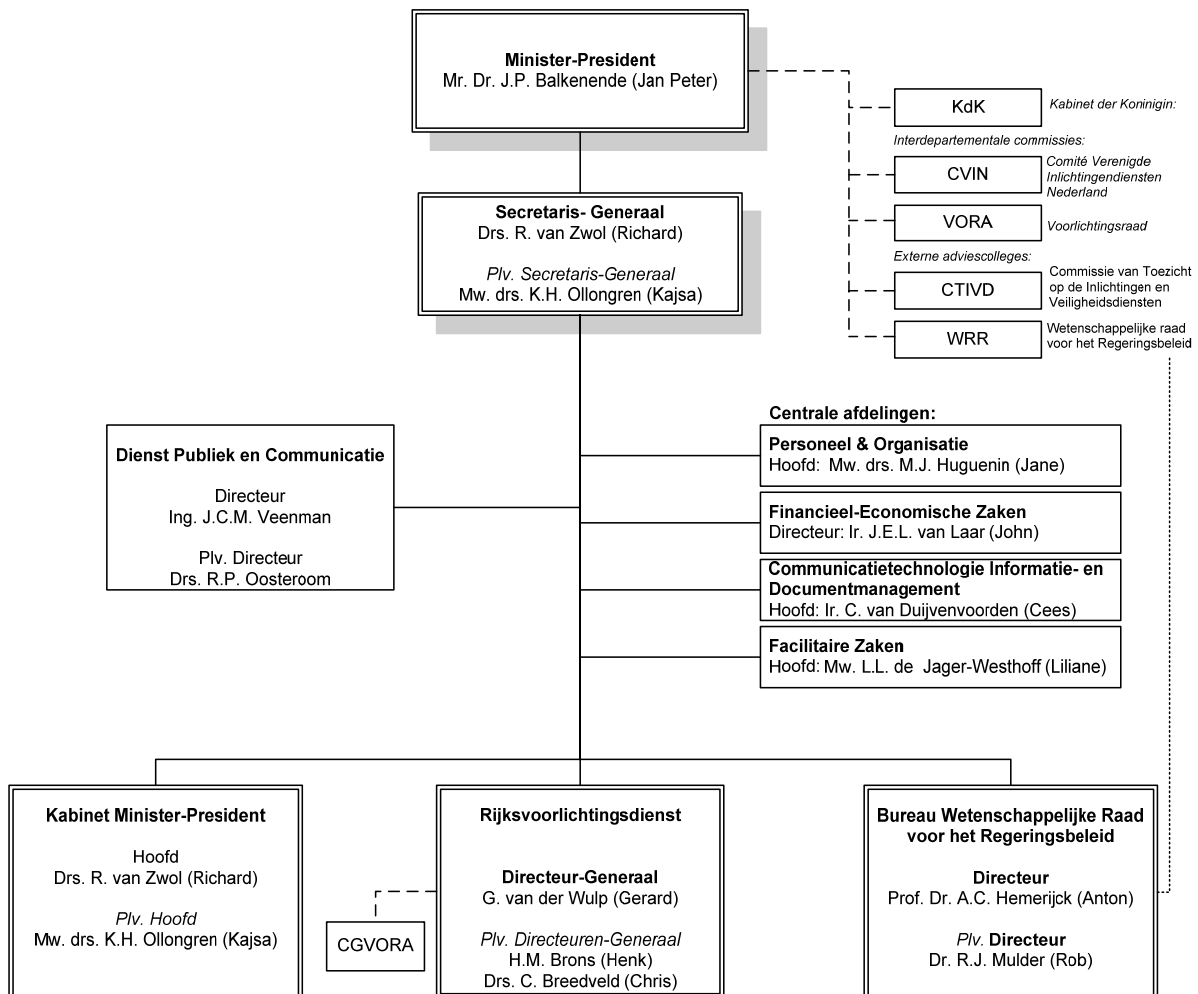 Minister-President
Mr. Dr. J.P. Balkenende (Jan Peter)
KdK
Kabinet der Koninigin:
Interdepartementale commissies:
CVIN
Comité Verenigde
Inlichtingendiensten
Nederland
VORA
Voorlichtingsraad
Externe adviescolleges:
CTIVD
Commissie van Toezicht
op de Inlichtingen en
Veiligheidsdiensten
WRR
Wetenschappelijke raad
voor het Regeringsbeleid
Secretaris- Generaal
Drs. R. van Zwol (Richard)
Plv. Secretaris-Generaal
Mw. drs. K.H. Ollongren (Kajsa)
Dienst Publiek en Communicatie
Directeur
Ing. J.C.M. Veenman
Plv. Directeur
Drs. R.P. Oosteroom
Centrale afdelingen:
Personeel & Organisatie
Hoofd: Mw. drs. M.J. Huguenin (Jane)
Financieel-Economische Zaken
Directeur: Ir. J.E.L. van Laar (John)
Communicatietechnologie Informatie- en
Documentmanagement
Hoofd: Ir. C. van Duijvenvoorden (Cees)
Facilitaire Zaken
Hoofd: Mw. L.L. de Jager-Westhoff (Liliane)
Kabinet Minister-President
Hoofd
Drs. R. van Zwol (Richard)
Plv. Hoofd
Mw. drs. K.H. Ollongren (Kajsa)
CGVORA
Rijksvoorlichtingsdienst
Directeur-Generaal
G. van der Wulp (Gerard)
Plv. Directeuren-Generaal
H.M. Brons (Henk)
Drs. C. Breedveld (Chris)
Bureau Wetenschappelijke Raad
voor het Regeringsbeleid
Directeur
Prof. Dr. A.C. Hemerijck (Anton)
Plv. Directeur
Dr. R.J. Mulder (Rob)